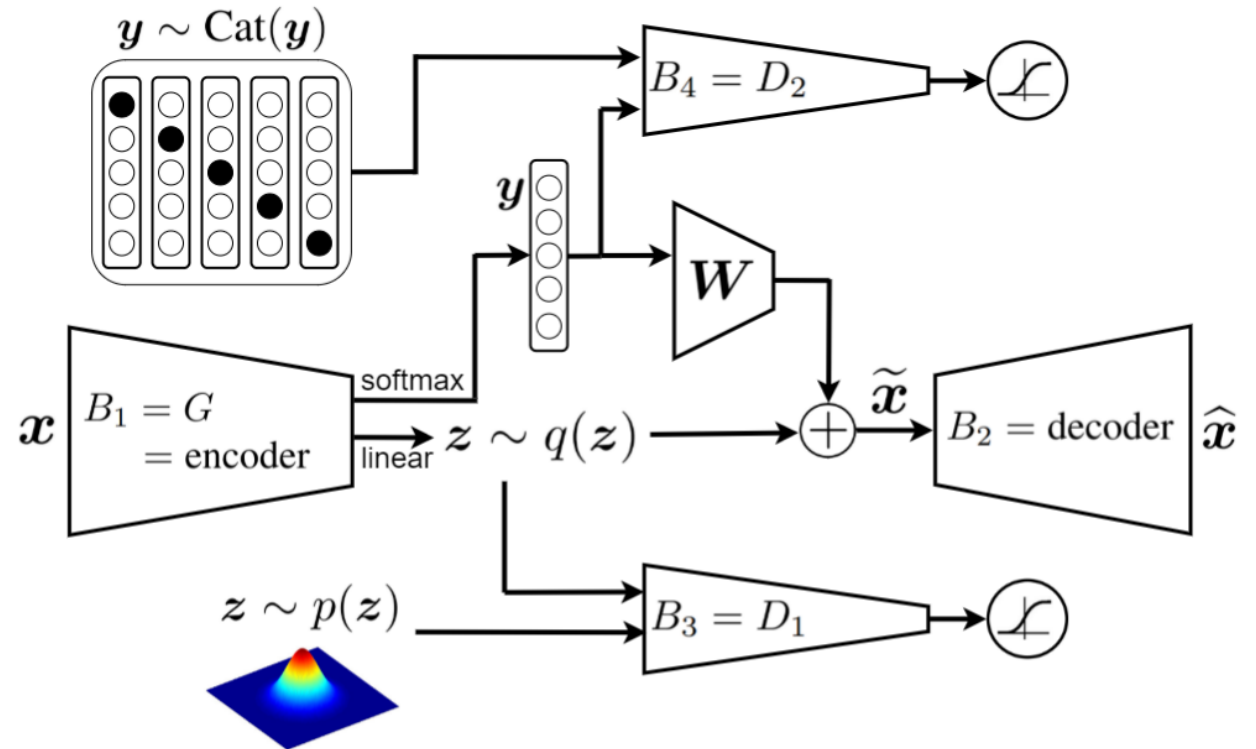 y ~ Cat(y)
B₄ = D₂
y
W
softmax
x
B₁ = G
= encoder
linear
z ~ q(z)
+
x̃
B₂ = decoder
x̂
z ~ p(z)
B₃ = D₁